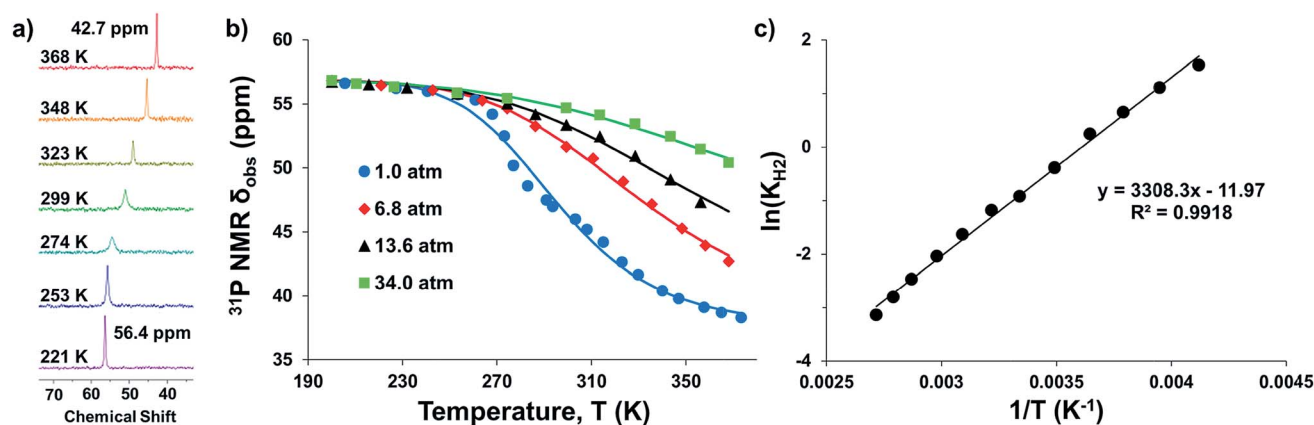 a)
42.7 ppm
368 K
348 K
323 K
299 K
274 K
253 K
56.4 ppm
221 K
70 60 50 40
Chemical Shift
b)
60
55
50
45
40
35
³¹P NMR δobs (ppm)
1.0 atm
6.8 atm
13.6 atm
34.0 atm
190 230 270 310 350
Temperature, T (K)
c)
2
0
-2
-4
ln(KH2)
y = 3308.3x - 11.97
R² = 0.9918
0.0025 0.003 0.0035 0.004 0.0045
1/T (K⁻¹)